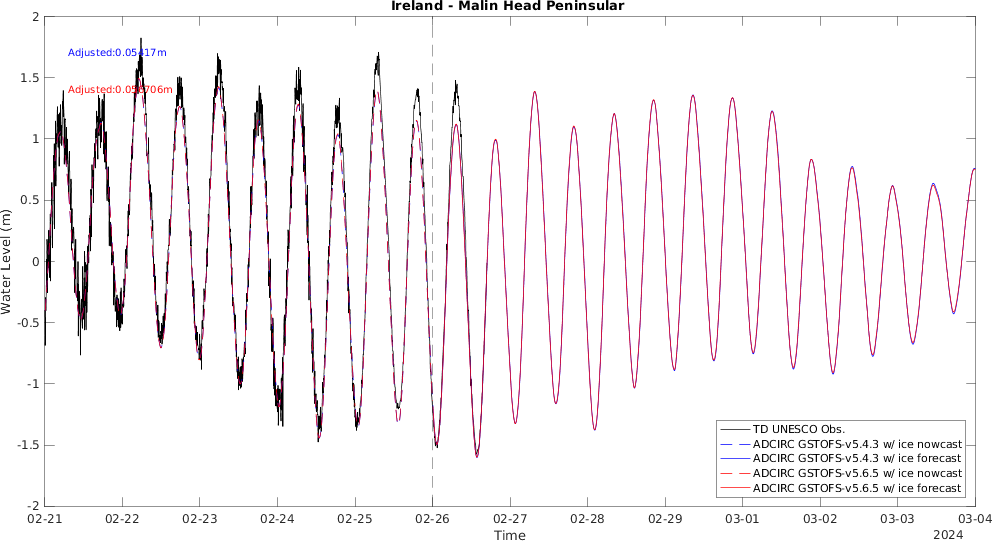 Ireland - Malin Head Peninsular
Adjusted:0.05417m
Water Level (m)
2
1.5
1
0.5
0
-0.5
-1
-1.5
-2
TD UNESCO Obs.
ADCIRC GSTOFS-v5.4.3 w/ ice nowcast
ADCIRC GSTOFS-v5.4.3 w/ ice forecast
ADCIRC GSTOFS-v5.6.5 w/ ice nowcast
ADCIRC GSTOFS-v5.6.5 w/ ice forecast
02-21 02-22 02-23 02-24 02-25 02-26 02-27 02-28 02-29 03-01 03-02 03-03 03-04
Time
2024